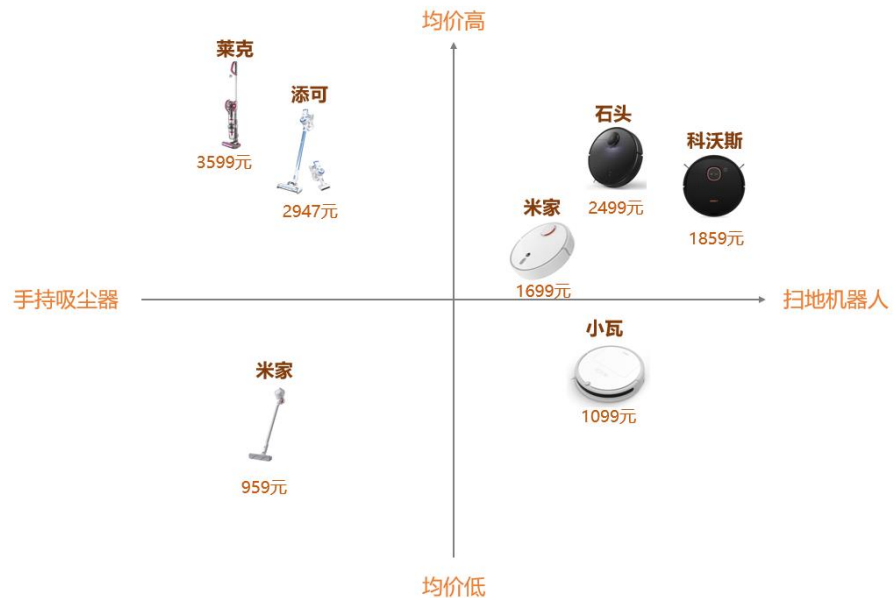 均价高
莱克
3599元
添可
2947元
石头
2499元
科沃斯
1859元
米家
1699元
手持吸尘器
扫地机器人
小瓦
1099元
米家
959元
均价低